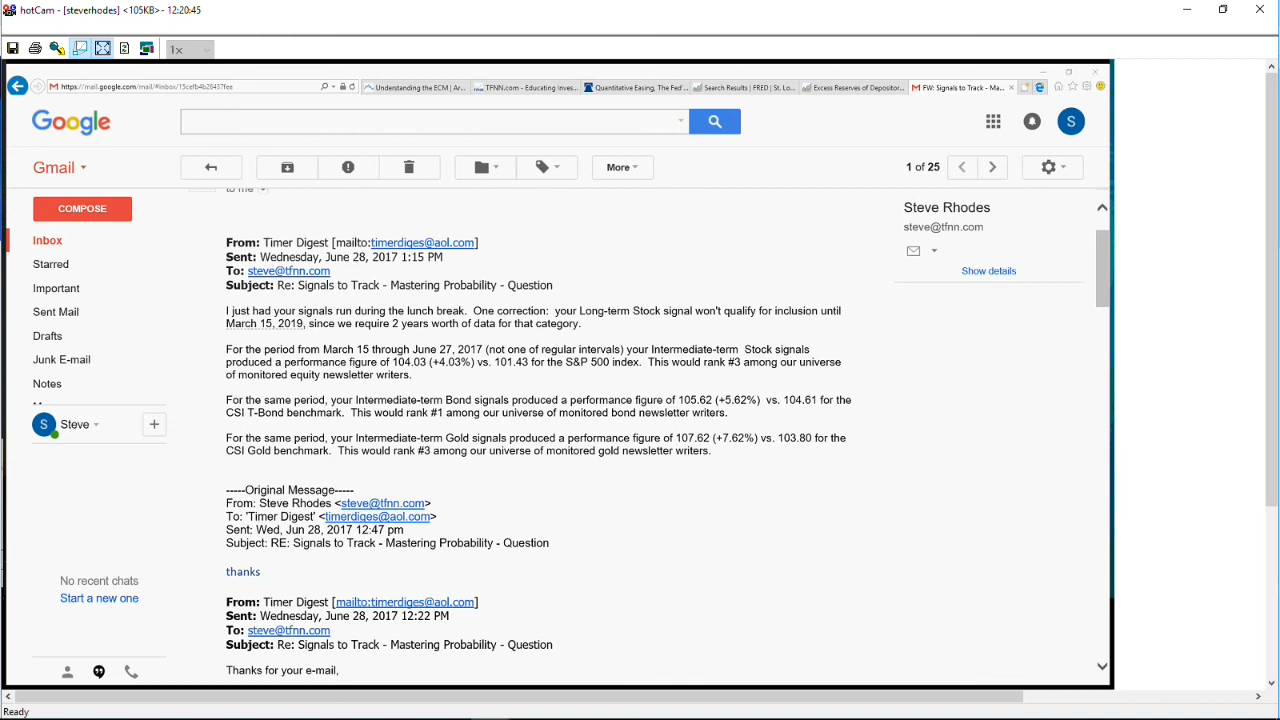 hotCam - [steverhodes] <105KB> - 12:20:45
1x
https://mail.google.com/mail/#inbox/15cefb4b28437fee
Understanding the ECM | Ar...
TFNN.com - Educating Inves...
Quantitative Easing, The Fed'...
Search Results | FRED | St. Lo...
Excess Reserves of Depositor...
FW: Signals to Track - Ma...
Google
S
Gmail
More
1 of 25
COMPOSE
Inbox
Starred
Important
Sent Mail
Drafts
Junk E-mail
Notes
S Steve
No recent chats
Start a new one
to me
From: Timer Digest [mailto:timerdiges@aol.com]
Sent: Wednesday, June 28, 2017 1:15 PM
To: steve@tfnn.com
Subject: Re: Signals to Track - Mastering Probability - Question
I just had your signals run during the lunch break.  One correction:  your Long-term Stock signal won't qualify for inclusion until
March 15, 2019, since we require 2 years worth of data for that category.
For the period from March 15 through June 27, 2017 (not one of regular intervals) your Intermediate-term  Stock signals
produced a performance figure of 104.03 (+4.03%) vs. 101.43 for the S&P 500 index.  This would rank #3 among our universe
of monitored equity newsletter writers.
For the same period, your Intermediate-term Bond signals produced a performance figure of 105.62 (+5.62%)  vs. 104.61 for the
CSI T-Bond benchmark.  This would rank #1 among our universe of monitored bond newsletter writers.
For the same period, your Intermediate-term Gold signals produced a performance figure of 107.62 (+7.62%) vs. 103.80 for the
CSI Gold benchmark.  This would rank #3 among our universe of monitored gold newsletter writers.
-----Original Message-----
From: Steve Rhodes <steve@tfnn.com>
To: 'Timer Digest' <timerdiges@aol.com>
Sent: Wed, Jun 28, 2017 12:47 pm
Subject: RE: Signals to Track - Mastering Probability - Question
thanks
From: Timer Digest [mailto:timerdiges@aol.com]
Sent: Wednesday, June 28, 2017 12:22 PM
To: steve@tfnn.com
Subject: Re: Signals to Track - Mastering Probability - Question
Thanks for your e-mail,
Steve Rhodes
steve@tfnn.com
Show details
Ready